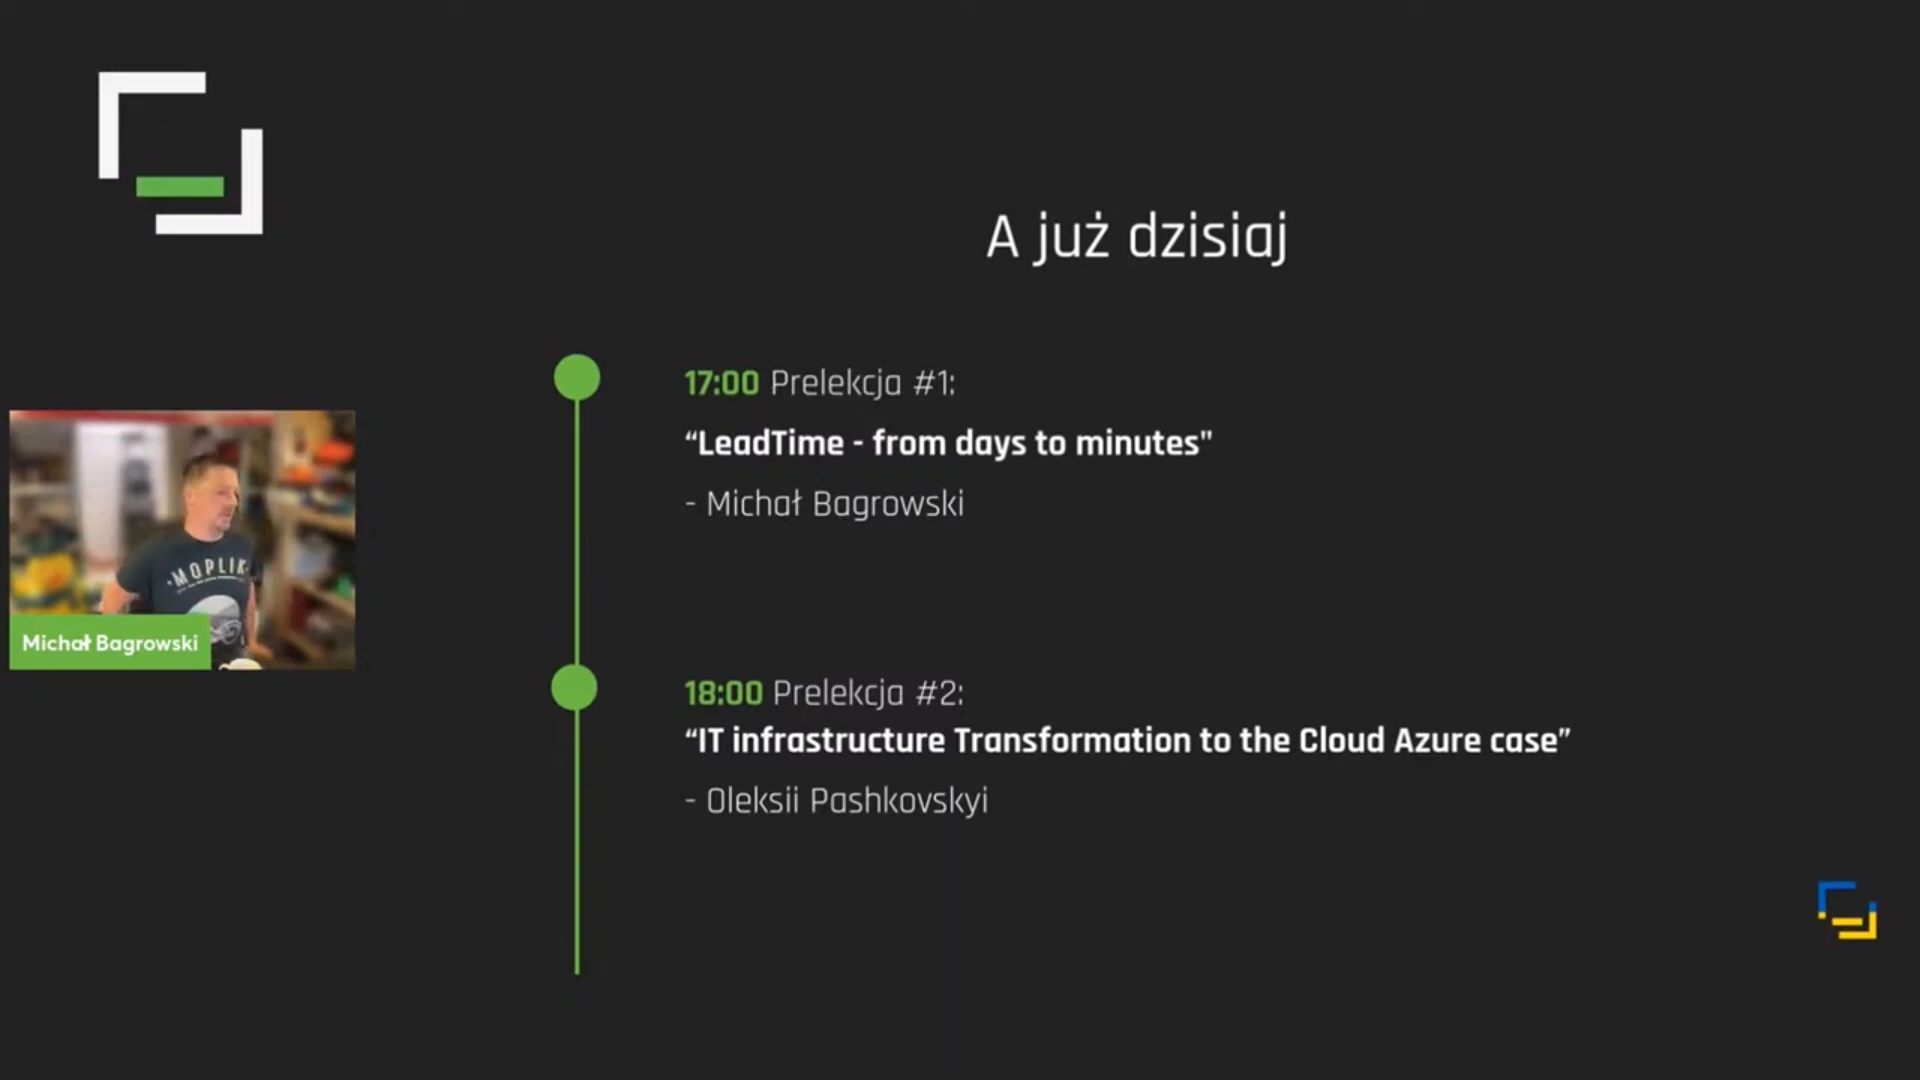 A już dzisiaj
17:00 Prelekcja #1:
“LeadTime - from days to minutes"
- Michał Bagrowski
MOPLIK
Michał Bagrowski
18:00 Prelekcja #2:
“IT infrastructure Transformation to the Cloud Azure case”
- Oleksii Pashkovskyi